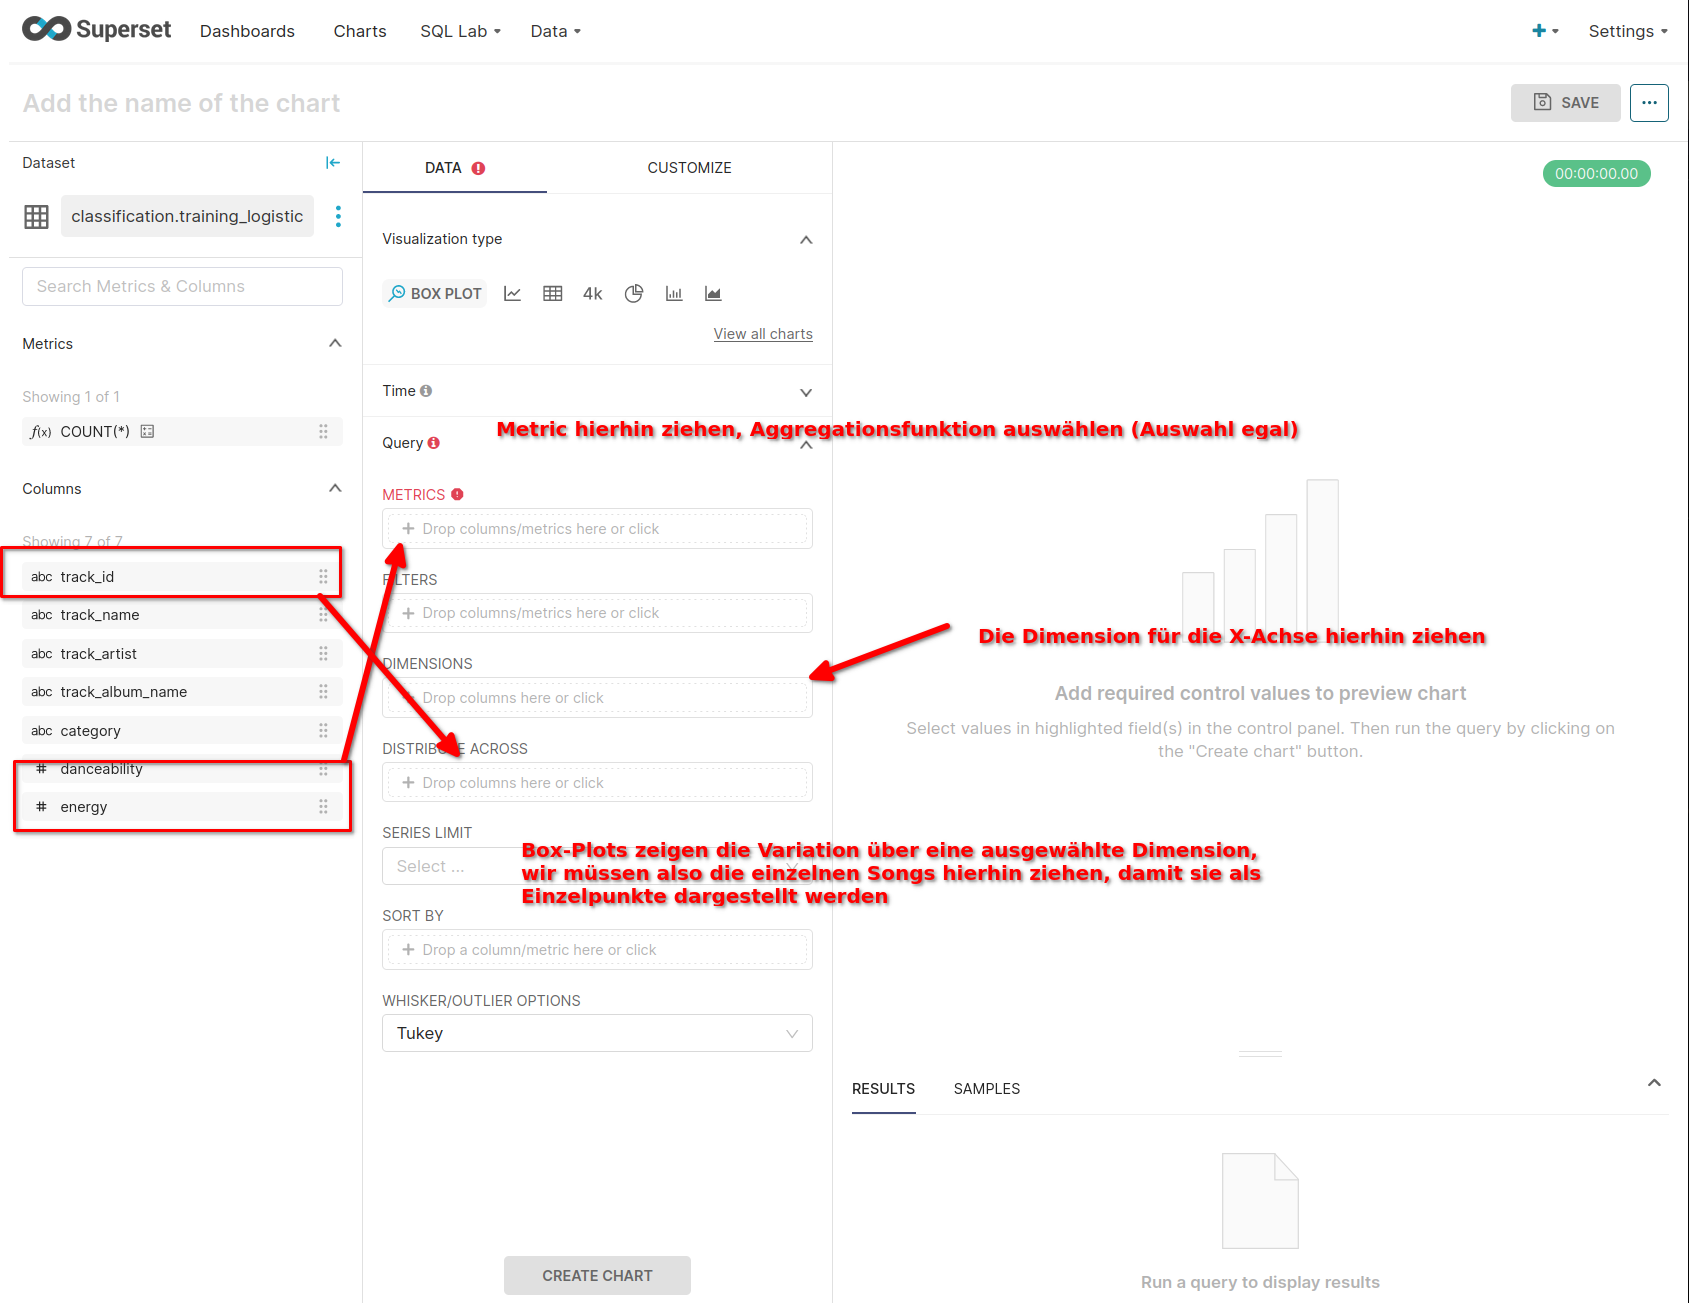 Superset
Dashboards
Charts
SQL Lab
Data
Settings
Add the name of the chart
SAVE
Dataset
classification.training_logistic
Search Metrics & Columns
Metrics
Showing 1 of 1
f(x) COUNT(*)
Columns
Showing 7 of 7
abc track_id
abc track_name
abc track_artist
abc track_album_name
abc category
# danceability
# energy
DATA
CUSTOMIZE
Visualization type
BOX PLOT
4k
View all charts
Time
Metric hierhin ziehen, Aggregationsfunktion auswählen (Auswahl egal)
Query
METRICS
+ Drop columns/metrics here or click
FILTERS
+ Drop columns/metrics here or click
DIMENSIONS
Drop columns here or click
DISTRIBUTE ACROSS
+ Drop columns here or click
SERIES LIMIT
Select ...
Box-Plots zeigen die Variation über eine ausgewählte Dimension,
wir müssen also die einzelnen Songs hierhin ziehen, damit sie als
Einzelpunkte dargestellt werden
SORT BY
+ Drop a column/metric here or click
WHISKER/OUTLIER OPTIONS
Tukey
CREATE CHART
00:00:00.00
Die Dimension für die X-Achse hierhin ziehen
Add required control values to preview chart
Select values in highlighted field(s) in the control panel. Then run the query by clicking on
the "Create chart" button.
RESULTS
SAMPLES
Run a query to display results